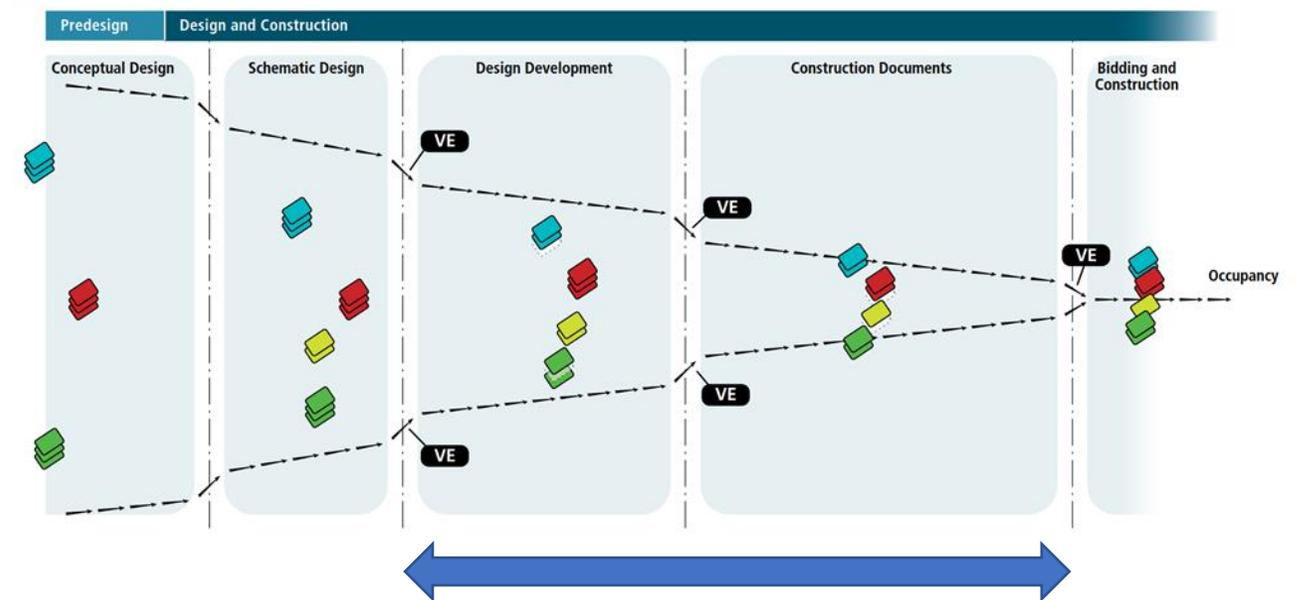 Predesign
Design and Construction
Conceptual Design
Schematic Design
Design Development
Construction Documents
Bidding and
Construction
VE
VE
VE
Occupancy
VE
VE